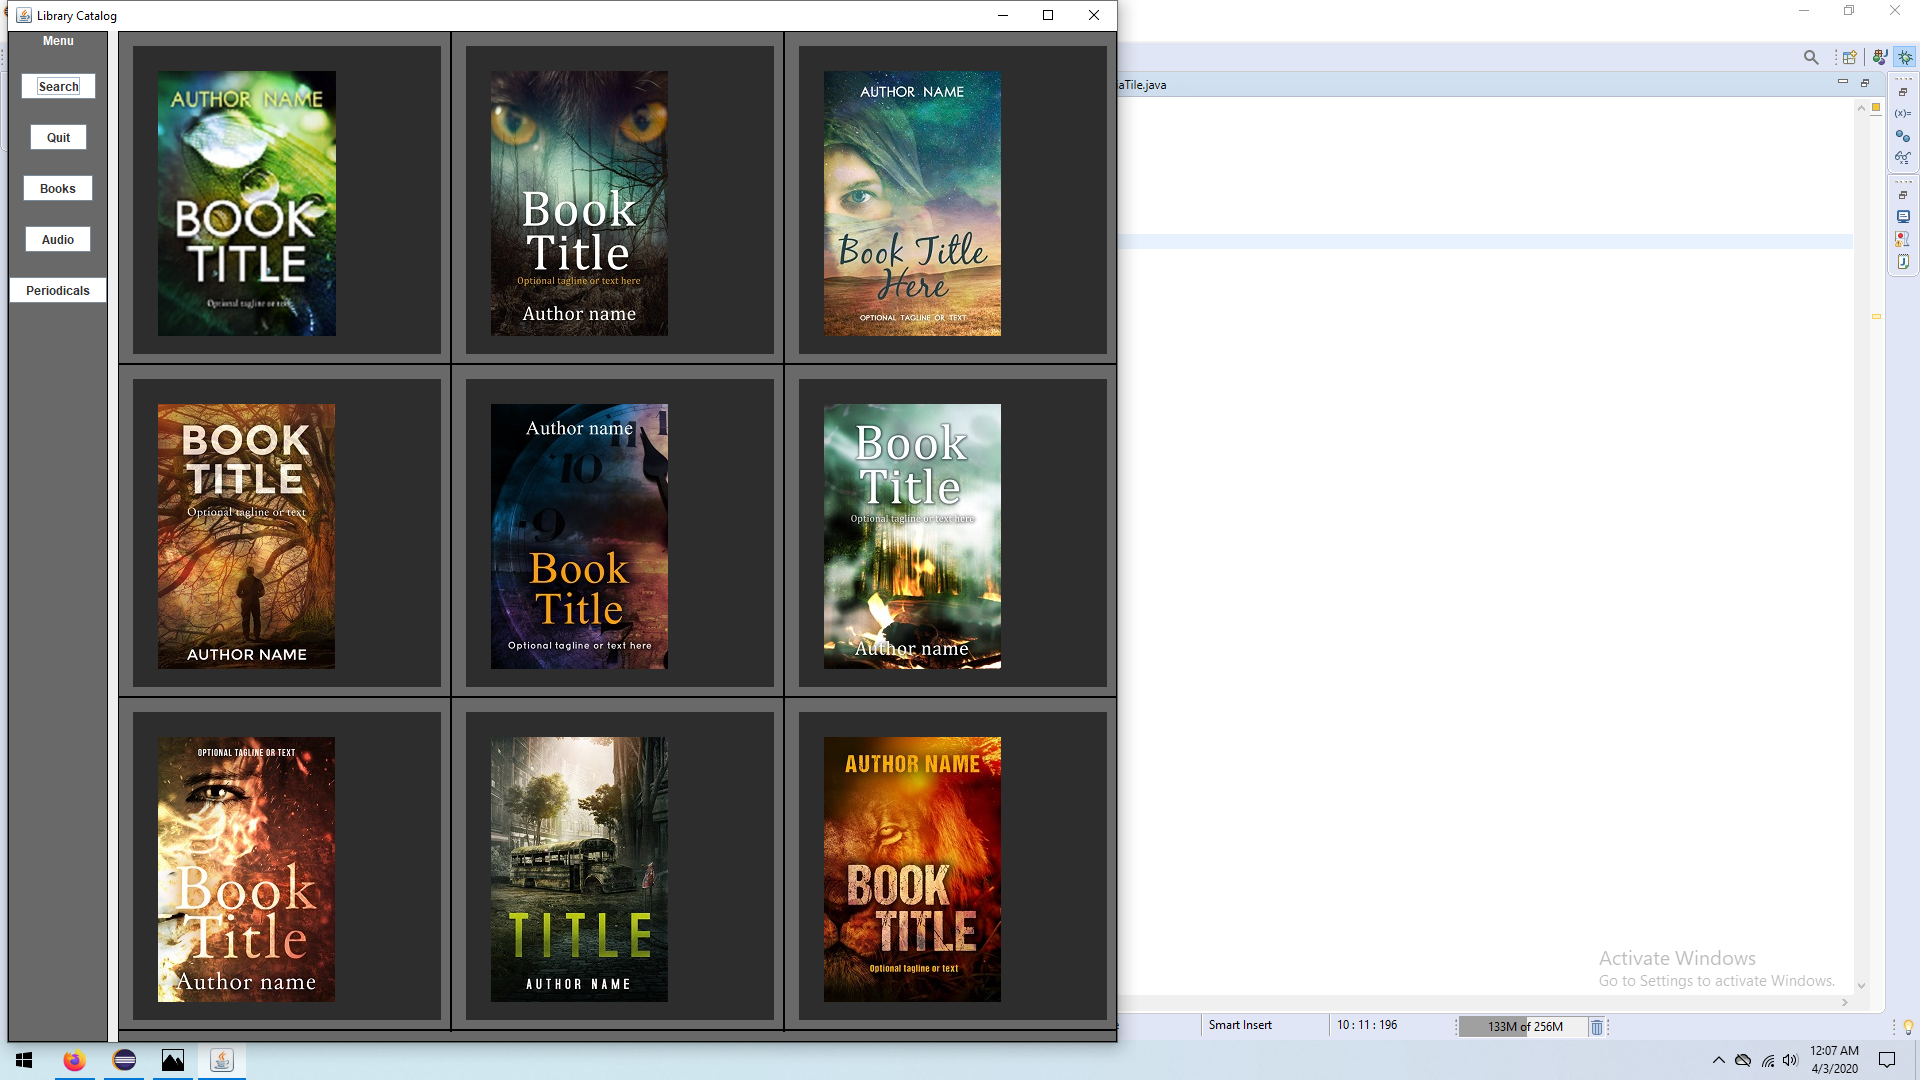 Library Catalog
Menu
Search
Quit
Books
Audio
Periodicals
AUTHOR NAME
BOOK
TITLE
Optional tagline or text
Book
Title
Optional tagline or text here
Author name
AUTHOR NAME
Book Title
Here
OPTIONAL TAGLINE OR TEXT
BOOK
TITLE
Optional tagline or text
AUTHOR NAME
Author name
11
10
9
Book
Title
Optional tagline or text here
Book
Title
Optional tagline or text here
Author name
OPTIONAL TAGLINE OR TEXT
Book
Title
Author name
TITLE
AUTHOR NAME
AUTHOR NAME
BOOK
TITLE
Optional tagline or text
aTile.java
(x)=
Activate Windows
Go to Settings to activate Windows.
Smart Insert
10 : 11 : 196
133M of 256M
12:07 AM
4/3/2020